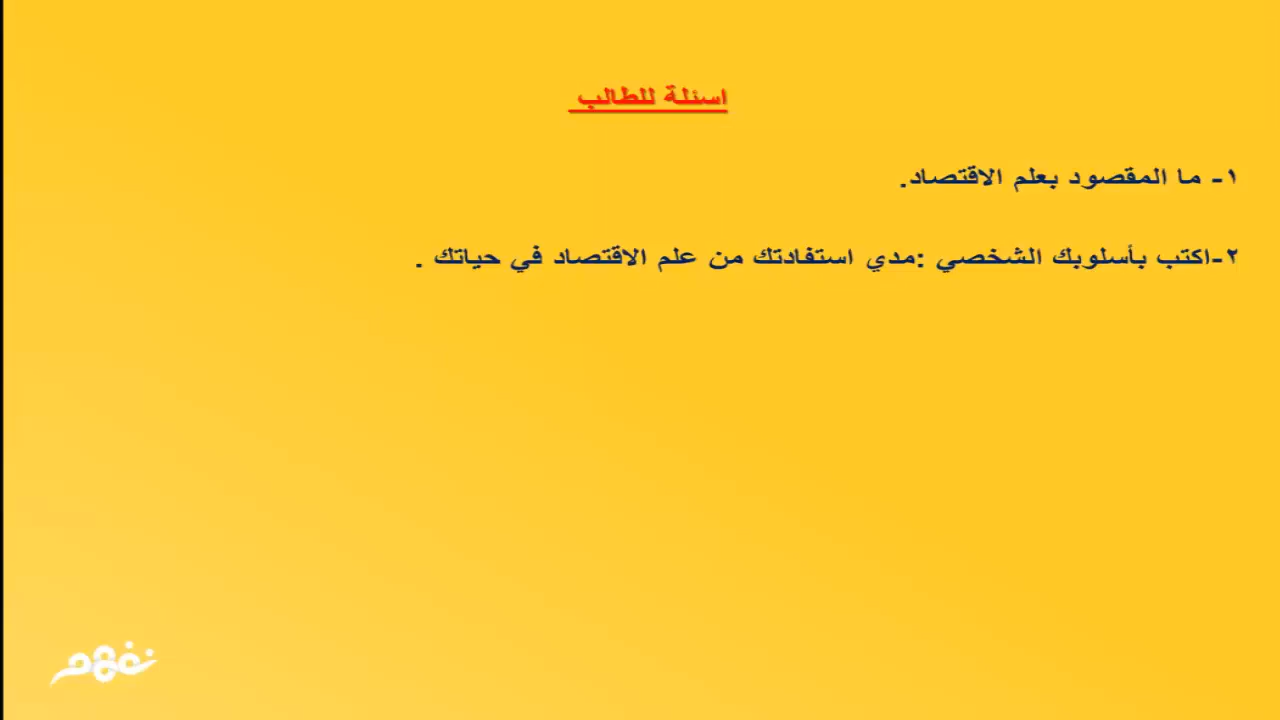 اسئلة للطالب
١- ما المقصود بعلم الاقتصاد.
٢-اكتب بأسلوبك الشخصي :مدي استفادتك من علم الاقتصاد في حياتك .
نفهم